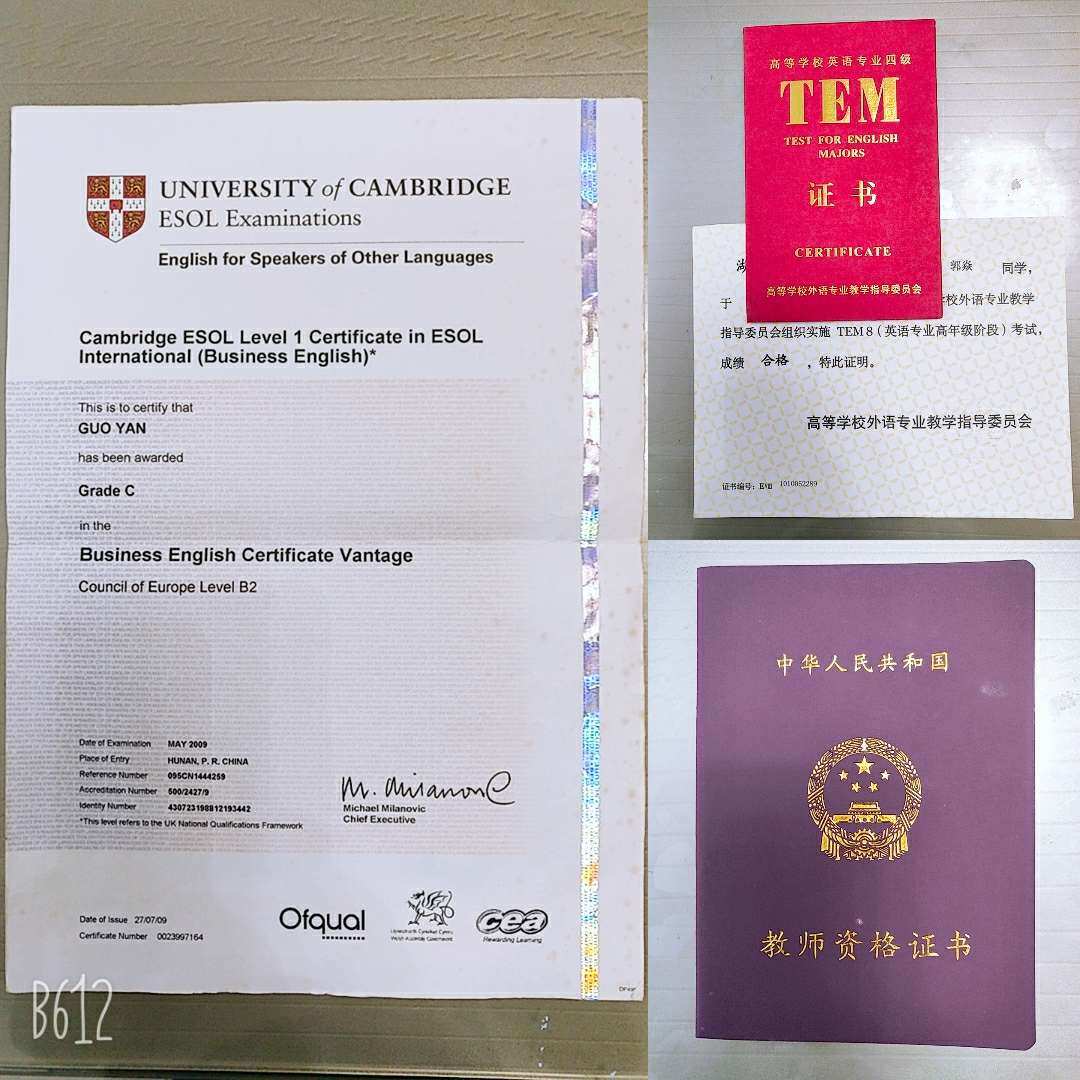 UNIVERSITY of CAMBRIDGE
ESOL Examinations
English for Speakers of Other Languages
Cambridge ESOL Level 1 Certificate in ESOL
International (Business English)*
This is to certify that
GUO YAN
has been awarded
Grade C
in the
Business English Certificate Vantage
Council of Europe Level B2
Date of Examination MAY 2009
Place of Entry HUNAN, P. R. CHINA
Reference Number 095CN1444259
Accreditation Number 500/2427/9
Identity Number 430723198812193442
*This level refers to the UK National Qualifications Framework
Michael Milanovic
Chief Executive
Date of Issue 27/07/09
Certificate Number 0023997164
Ofqual
cea
Rewarding Learning
B612
高等学校英语专业四级
TEM
TEST FOR ENGLISH
MAJORS
证书
CERTIFICATE
高等学校外语专业教学指导委员会
郭焱 同学，
于 学校外语专业教学
指导委员会组织实施 TEM 8（英语专业高年级阶段）考试，
成绩 合格 ，特此证明。
高等学校外语专业教学指导委员会
证书编号： EVIII 1010852289
中华人民共和国
教师资格证书